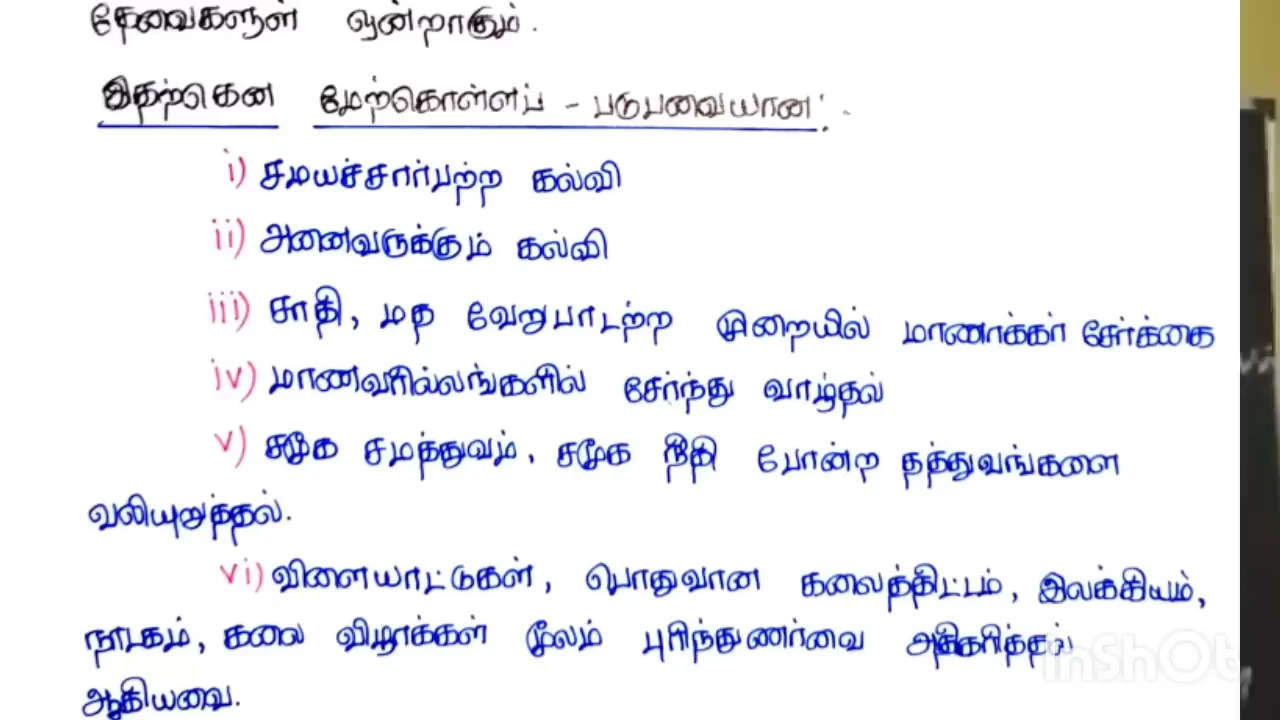 தேவைகளுள் ஒன்றாகும்.
இதற்கென மேற்கொள்ளப் - படுபவையான :
i) சமயச்சார்பற்ற கல்வி
ii) அனைவருக்கும் கல்வி
iii) சாதி, மத வேறுபாடற்ற முறையில் மாணாக்கர் சேர்க்கை
iv) மாணவரில்லங்களில் சேர்ந்து வாழ்தல்
v) சமூக சமத்துவம், சமூக நீதி போன்ற தத்துவங்களை
வலியுறுத்தல்.
vi) விளையாட்டுகள், பொதுவான கலைத்திட்டம், இலக்கியம்,
நாடகம், கலை விழாக்கள் மூலம் புரிந்துணர்வை அதிகரித்தல்
ஆகியவை.
InShO